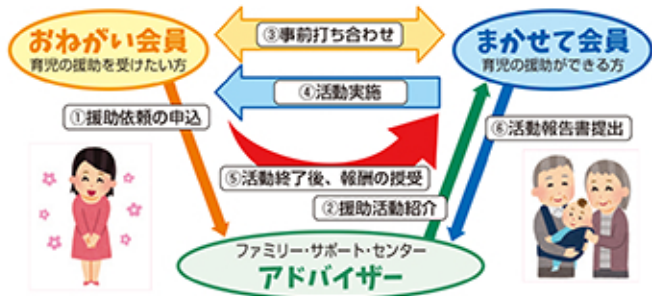 おねがい会員
育児の援助を受けたい方
③事前打ち合わせ
まかせて会員
育児の援助ができる方
④活動実施
①援助依頼の申込
⑥活動報告書提出
⑤活動終了後、報酬の授受
②援助活動紹介
ファミリー・サポート・センター
アドバイザー